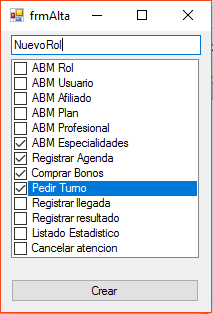 frmAlta
NuevoRol
ABM Rol
ABM Usuario
ABM Afiliado
ABM Plan
ABM Profesional
ABM Especialidades
Registrar Agenda
Comprar Bonos
Pedir Turno
Registrar llegada
Registrar resultado
Listado Estadistico
Cancelar atencion
Crear